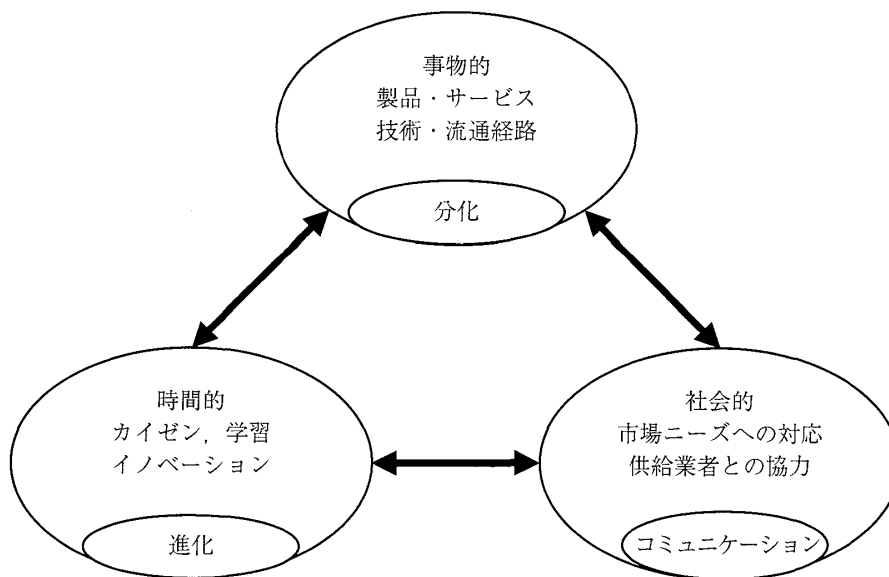 事物的
製品・サービス
技術・流通経路
分化
時間的
カイゼン，学習
イノベーション
進化
社会的
市場ニーズへの対応
供給業者との協力
コミュニケーション